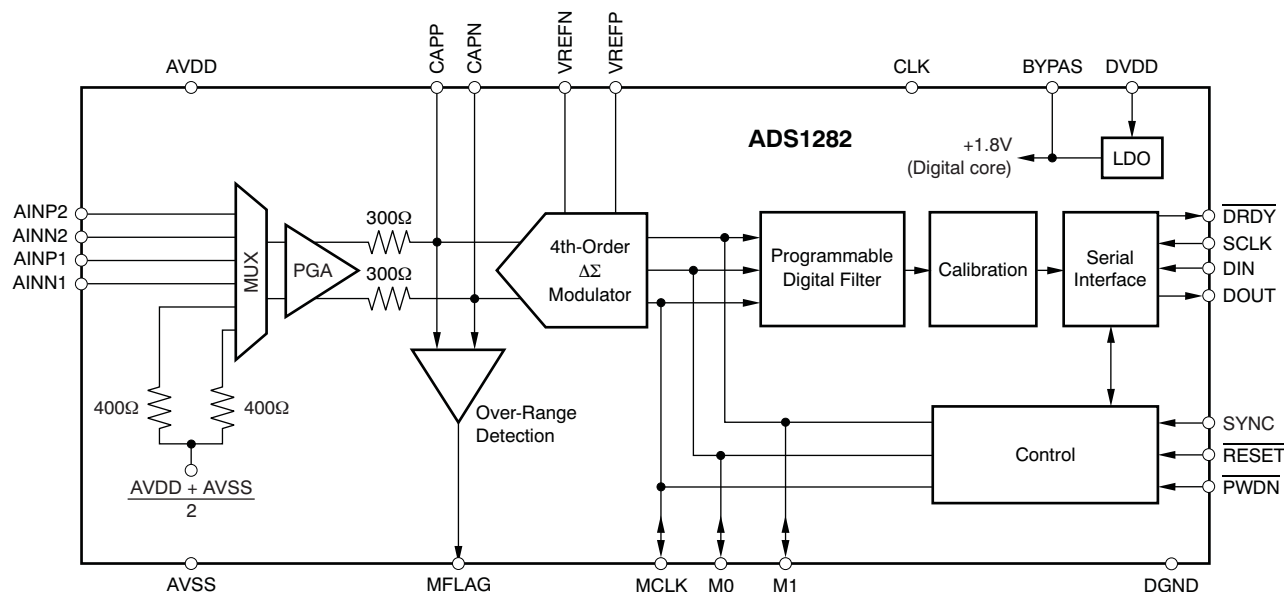 AVDD
CAPP
CAPN
VREFN
VREFP
CLK
BYPAS
DVDD
ADS1282
+1.8V
(Digital core)
LDO
AINP2
AINN2
AINP1
AINN1
MUX
PGA
300Ω
300Ω
4th-Order
ΔΣ
Modulator
Programmable
Digital Filter
Calibration
Serial
Interface
DRDY
SCLK
DIN
DOUT
400Ω
400Ω
Over-Range
Detection
Control
SYNC
RESET
PWDN
AVDD + AVSS
2
AVSS
MFLAG
MCLK
M0
M1
DGND